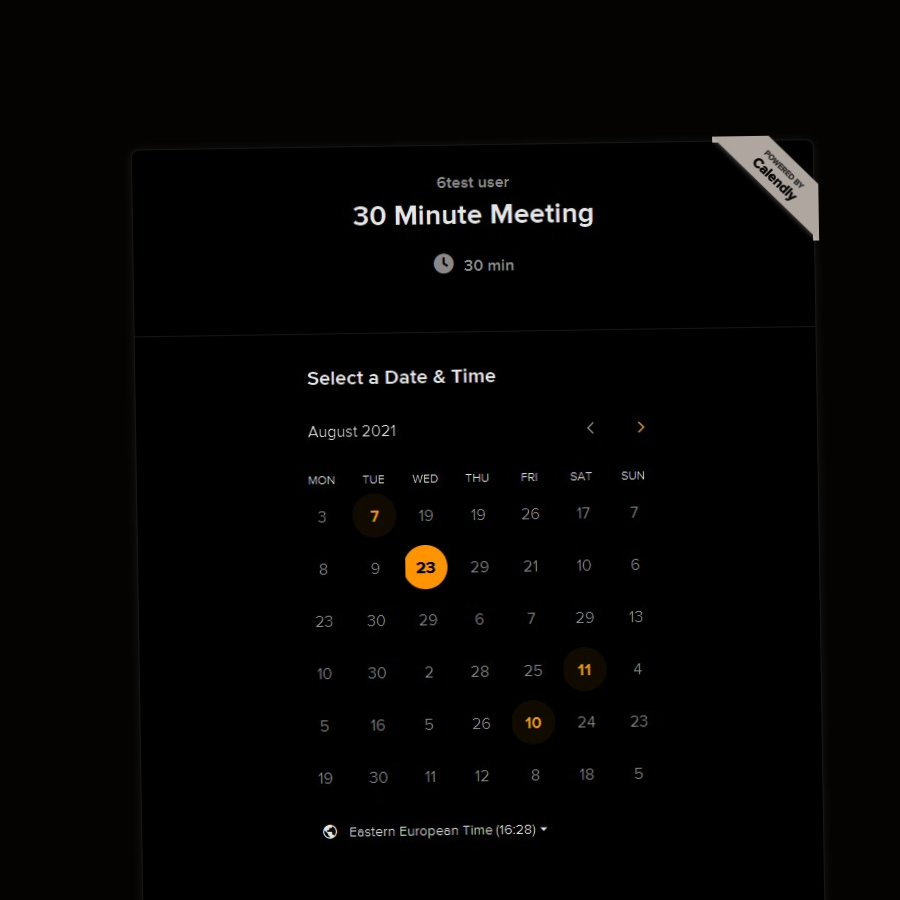 POWERED BY
Calendly
6test user
30 Minute Meeting
30 min
Select a Date & Time
August 2021
MON TUE WED THU FRI SAT SUN
3 7 19 19 26 17 7
8 9 23 29 21 10 6
23 30 29 6 7 29 13
10 30 2 28 25 11 4
5 16 5 26 10 24 23
19 30 11 12 8 18 5
Eastern European Time (16:28)